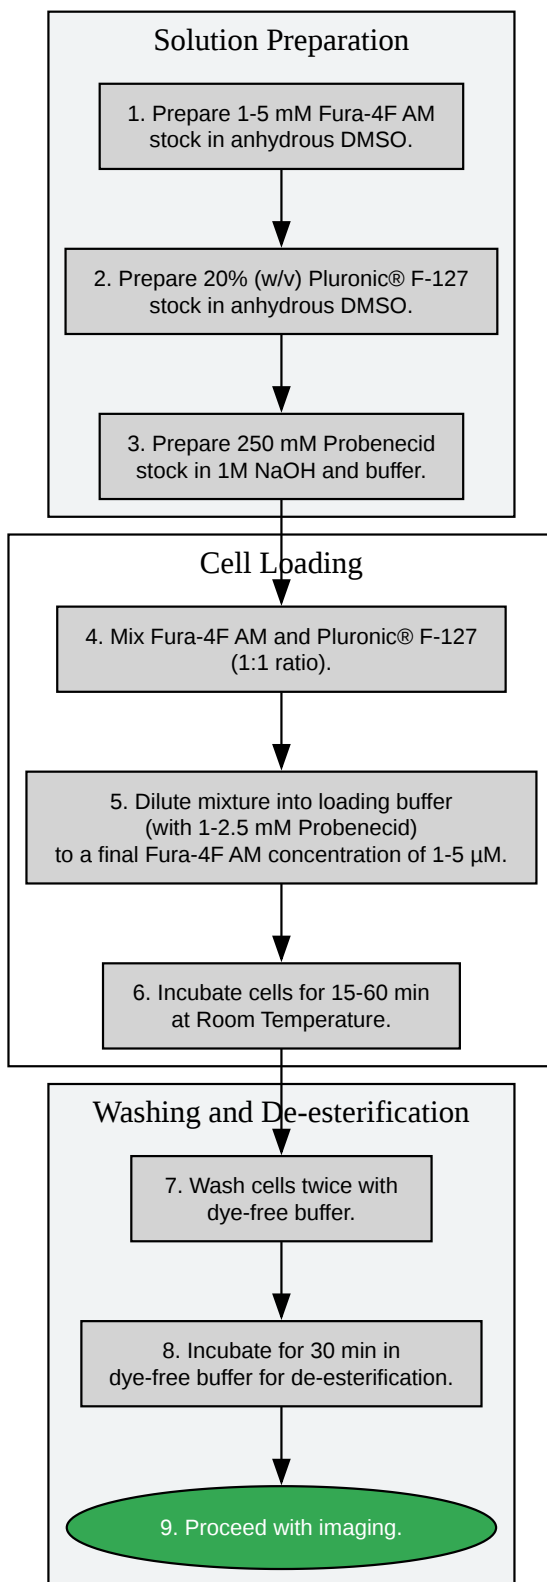 Solution Preparation
1. Prepare 1-5 mM Fura-4F AM
stock in anhydrous DMSO.
2. Prepare 20% (w/v) Pluronic® F-127
stock in anhydrous DMSO.
3. Prepare 250 mM Probenecid
stock in 1M NaOH and buffer.
Cell Loading
4. Mix Fura-4F AM and Pluronic® F-127
(1:1 ratio).
5. Dilute mixture into loading buffer
(with 1-2.5 mM Probenecid)
to a final Fura-4F AM concentration of 1-5 µM.
6. Incubate cells for 15-60 min
at Room Temperature.
Washing and De-esterification
7. Wash cells twice with
dye-free buffer.
8. Incubate for 30 min in
dye-free buffer for de-esterification.
9. Proceed with imaging.